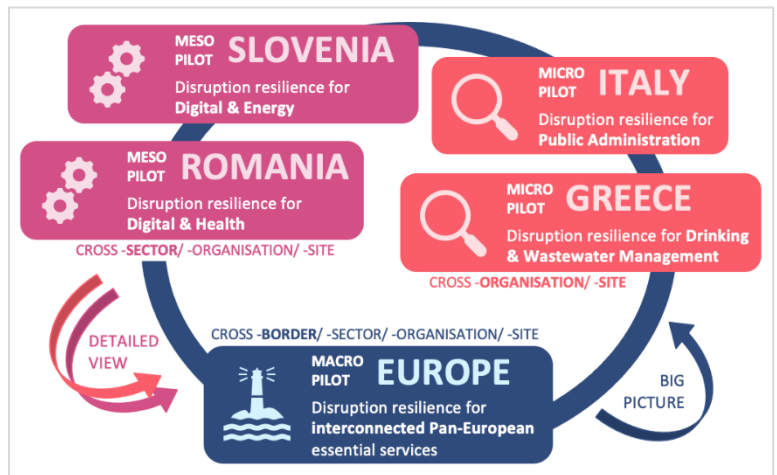 MESO
PILOT SLOVENIA
Disruption resilience for
Digital & Energy
MICRO
PILOT ITALY
Disruption resilience for
Public Administration
MESO
PILOT ROMANIA
Disruption resilience for
Digital & Health
CROSS -SECTOR/ -ORGANISATION/ -SITE
MICRO
PILOT GREECE
Disruption resilience for Drinking
& Wastewater Management
CROSS -ORGANISATION/ -SITE
DETAILED
VIEW
CROSS -BORDER/ -SECTOR/ -ORGANISATION/ -SITE
MACRO
PILOT EUROPE
Disruption resilience for
interconnected Pan-European
essential services
BIG
PICTURE